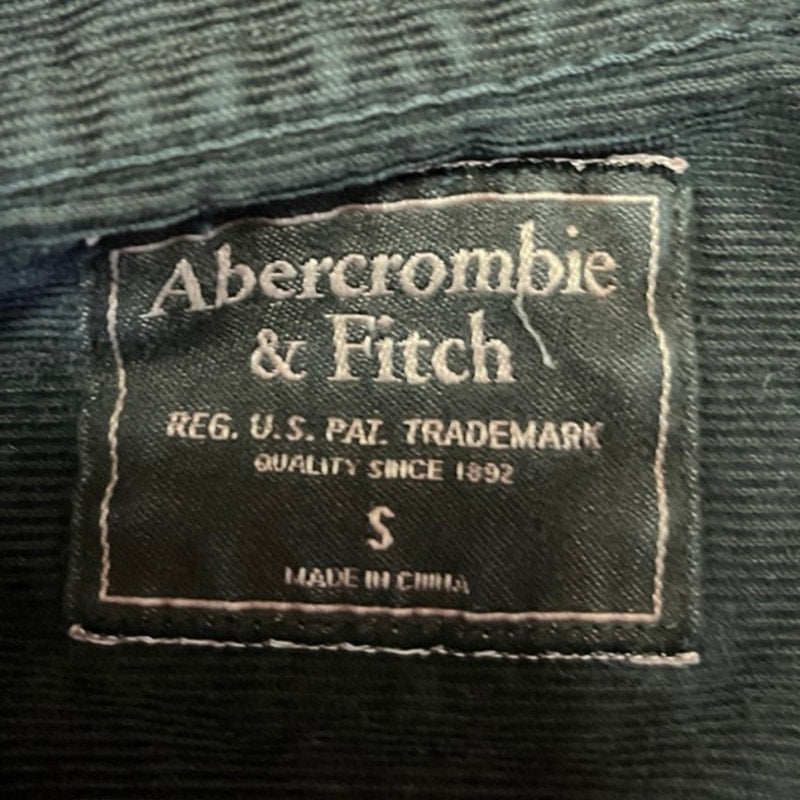 Abercrombie
& Fitch
REG. U.S. PAT. TRADEMARK
QUALITY SINCE 1892
S
MADE IN CHINA